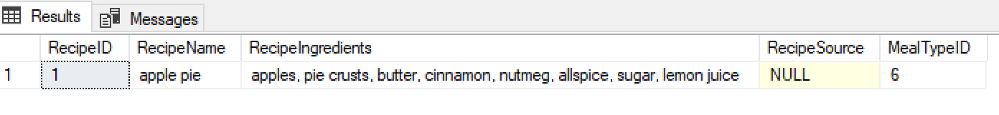 Results Messages
RecipeID RecipeName RecipeIngredients RecipeSource MealTypeID
1 1 apple pie apples, pie crusts, butter, cinnamon, nutmeg, allspice, sugar, lemon juice NULL 6